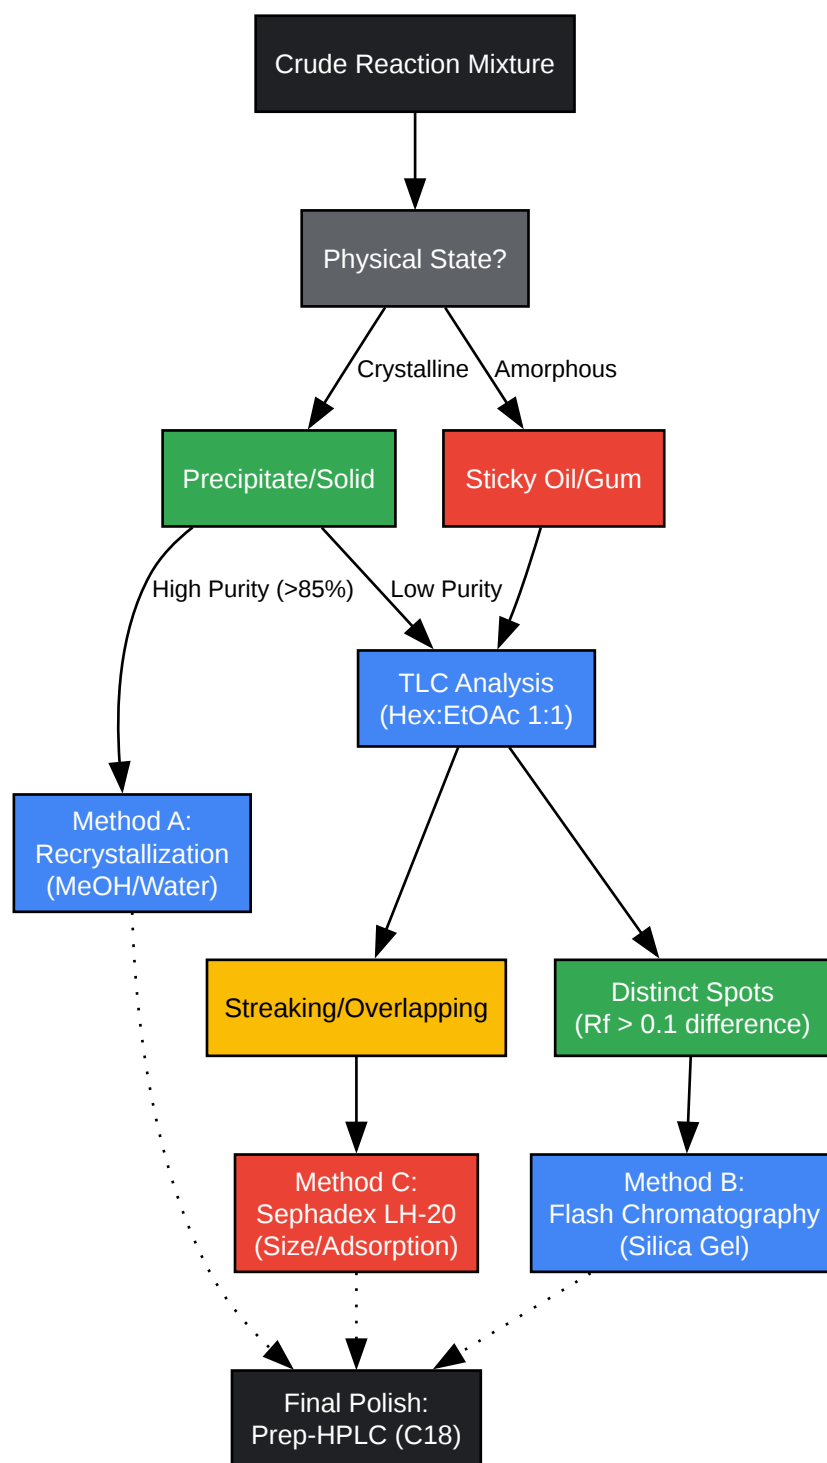 Crude Reaction Mixture
Physical State?
Crystalline
Amorphous
Precipitate/Solid
Sticky Oil/Gum
High Purity (>85%)
Low Purity
TLC Analysis
(Hex:EtOAc 1:1)
Method A:
Recrystallization
(MeOH/Water)
Streaking/Overlapping
Distinct Spots
(Rf > 0.1 difference)
Method C:
Sephadex LH-20
(Size/Adsorption)
Method B:
Flash Chromatography
(Silica Gel)
Final Polish:
Prep-HPLC (C18)